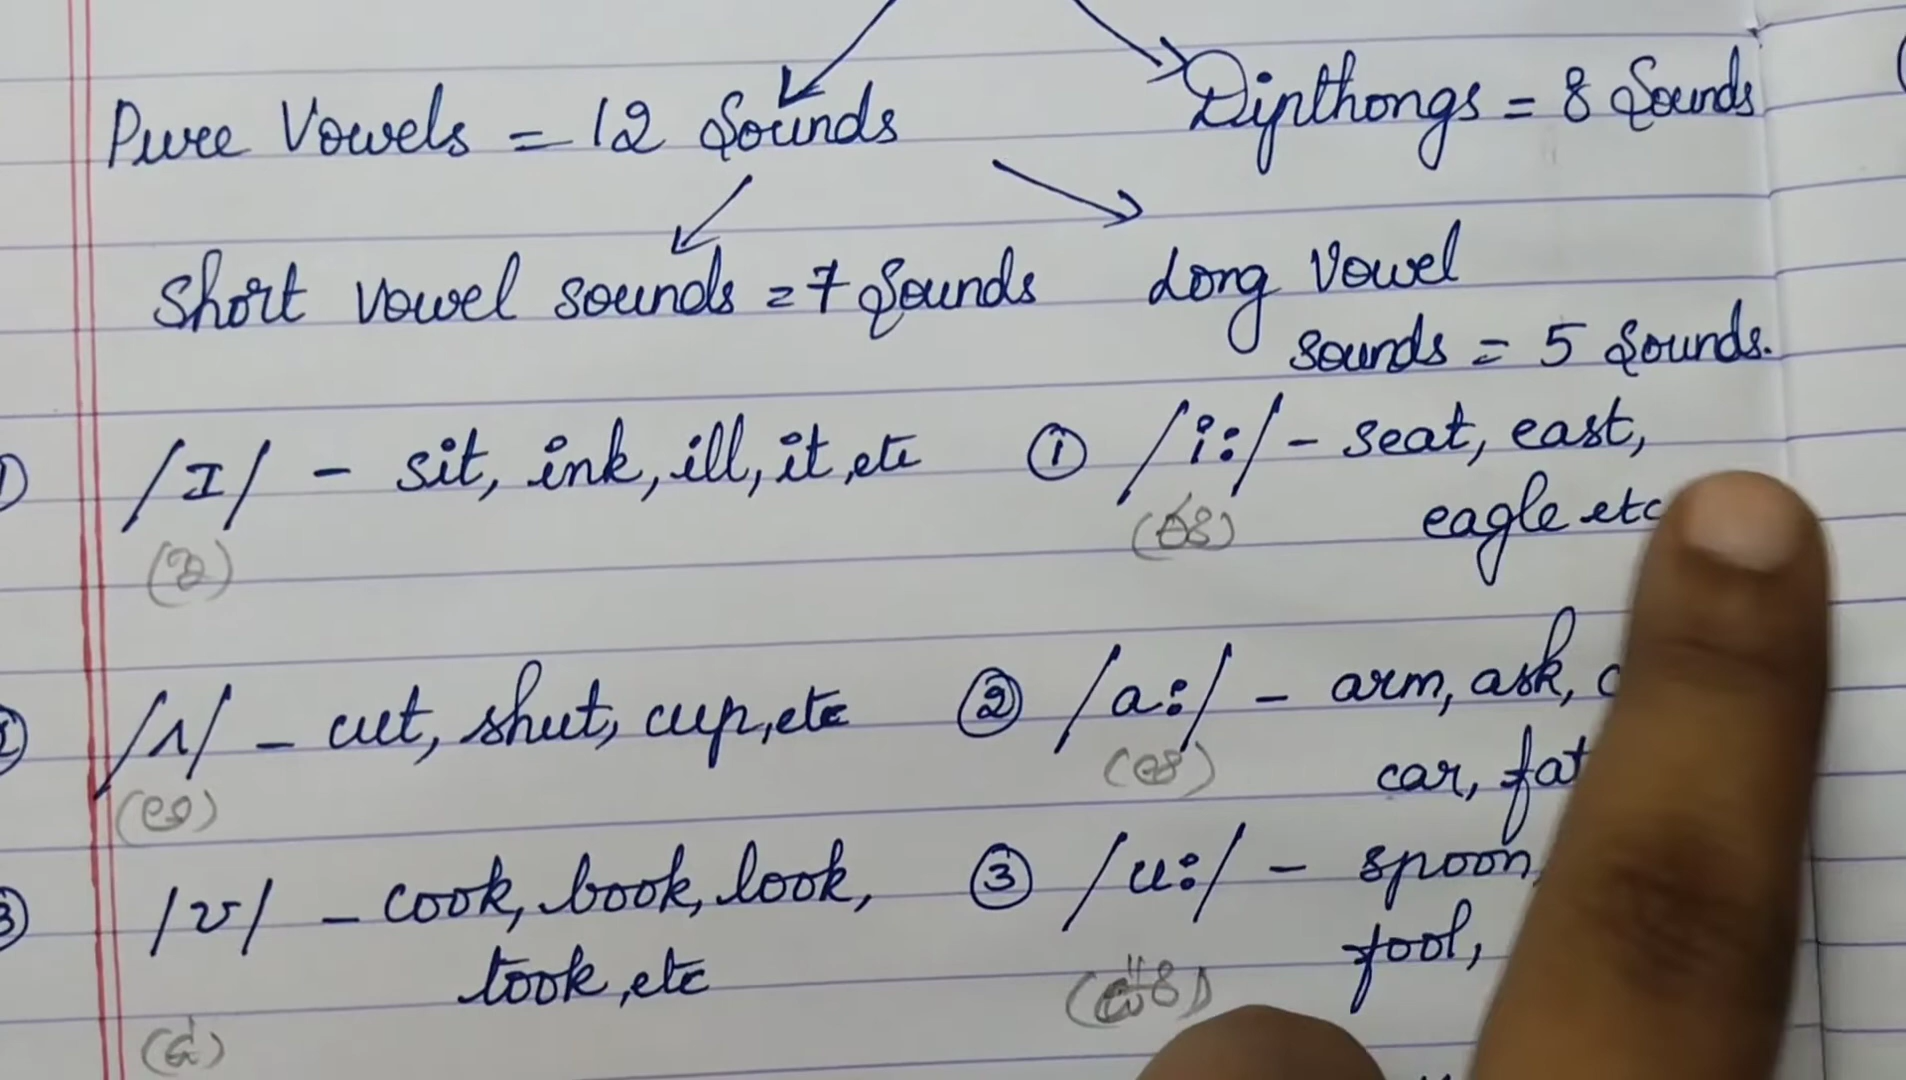 Pure Vowels = 12 Sounds
Dipthongs = 8 Sounds
Short vowel sounds = 7 Sounds
Long Vowel
sounds = 5 Sounds.
/I/ - sit, ink, ill, it, etc
① /i:/ - seat, east,
eagle etc
/ʌ/ - cut, shut, cup, etc
② /a:/ - arm, ask,
car,
/ʊ/ - cook, book, look,
took, etc
③ /u:/ - spoon,
fool,